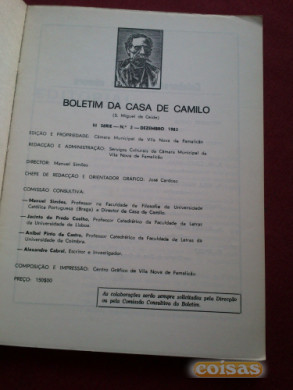 BOLETIM DA CASA DE CAMILO
(S. Miguel de Ceide)
III SÉRIE — N.º 2 — DEZEMBRO 1983
EDIÇÃO E PROPRIEDADE: Câmara Municipal de Vila Nova de Famalicão
REDACÇÃO E ADMINISTRAÇÃO: Serviços Culturais da Câmara Municipal de
Vila Nova de Famalicão
DIRECTOR: Manuel Simões
CHEFE DE REDACÇÃO E ORIENTADOR GRÁFICO: José Cardoso
COMISSÃO CONSULTIVA:
— Manuel Simões, Professor na Faculdade de Filosofia da Universidade
Católica Portuguesa (Braga) e Director da Casa de Camilo.
— Jacinto do Prado Coelho, Professor Catedrático da Faculdade de Letras
da Universidade de Lisboa.
— Aníbal Pinto de Castro, Professor Catedrático da Faculdade de Letras da
Universidade de Coimbra.
— Alexandre Cabral, Escritor e Investigador.
COMPOSIÇÃO E IMPRESSÃO: Centro Gráfico de Vila Nova de Famalicão
PREÇO: 150$00
As colaborações serão sempre solicitadas pela Direcção
ou pela Comissão Consultiva do Boletim.
coisas